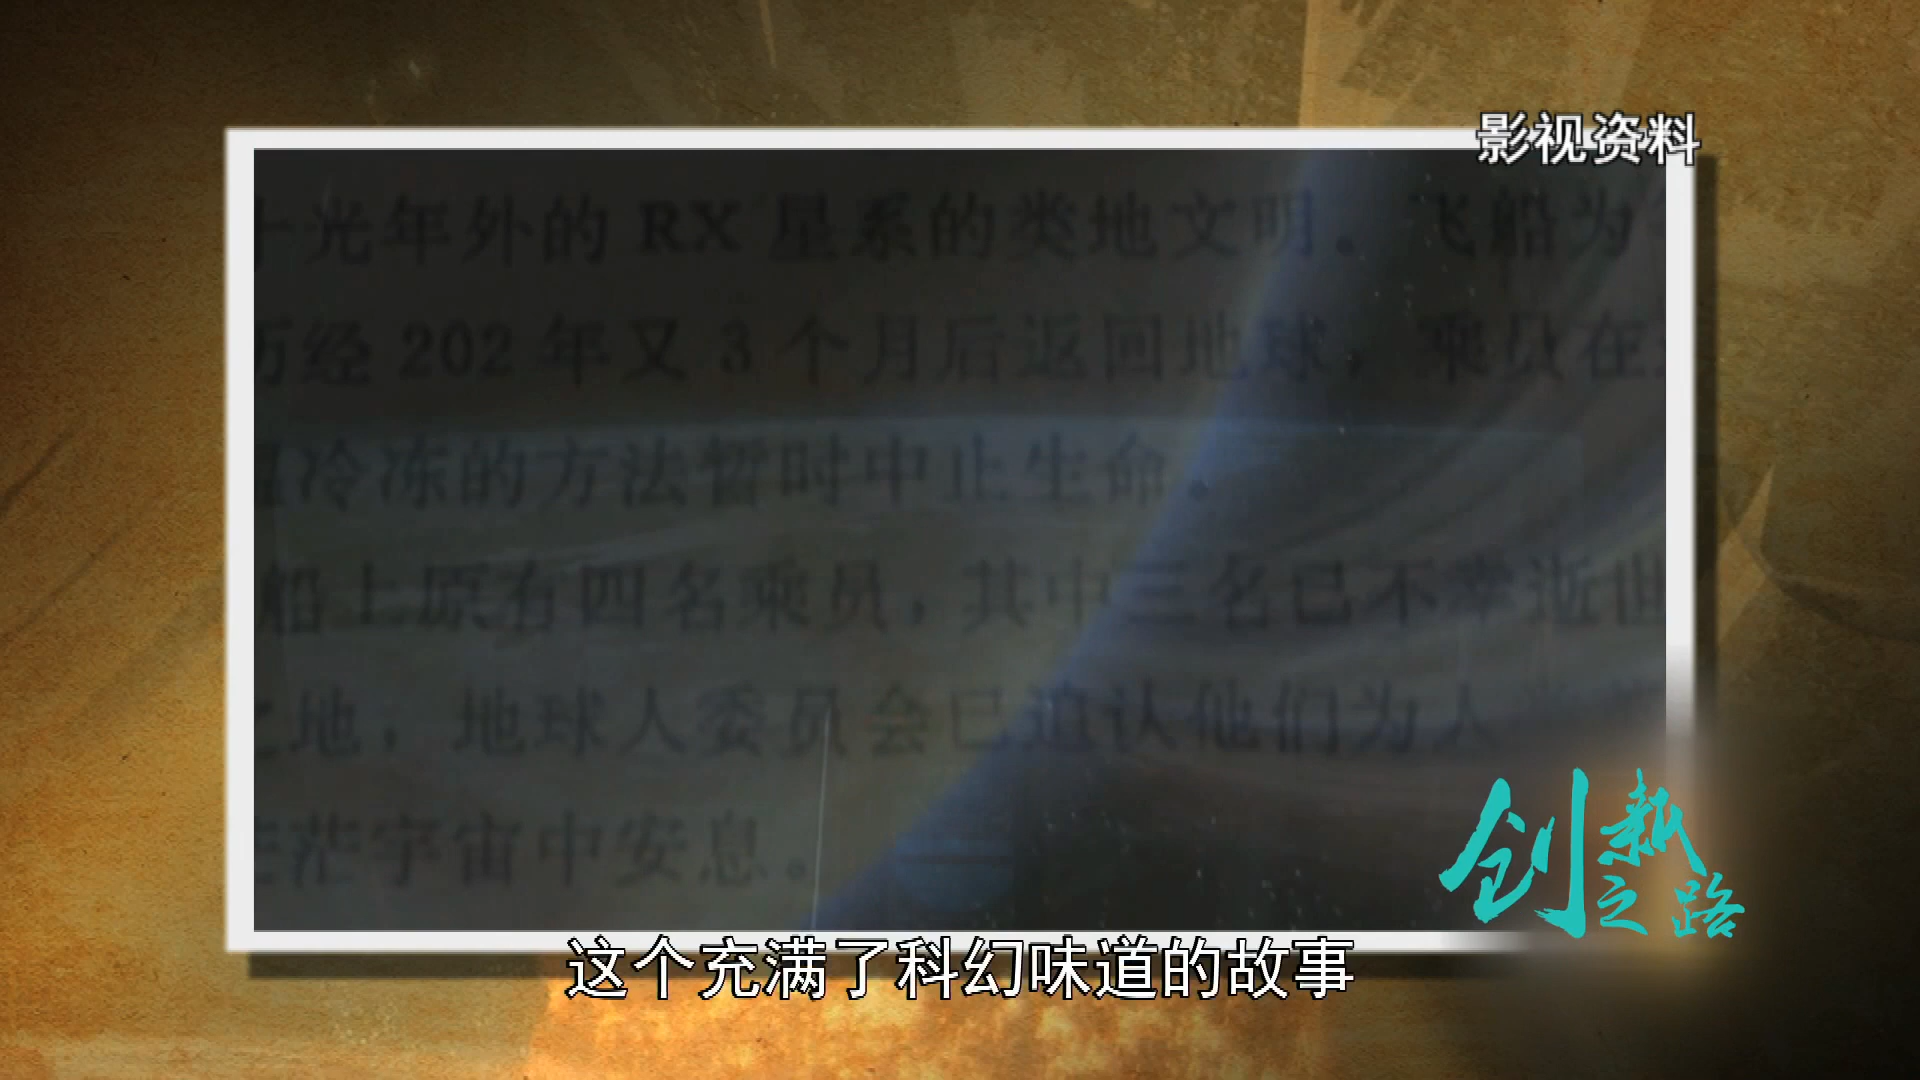 影视资料
十光年外的 RX 星系的类地文明。飞船为
历经 202 年又 3 个月后返回地球，乘员在
冷冻的方法暂时中止生命。
船上原有四名乘员，其中三名已不幸逝世
之地，地球人委员会已追认他们为人类
茫茫宇宙中安息。——
创新之路
这个充满了科幻味道的故事